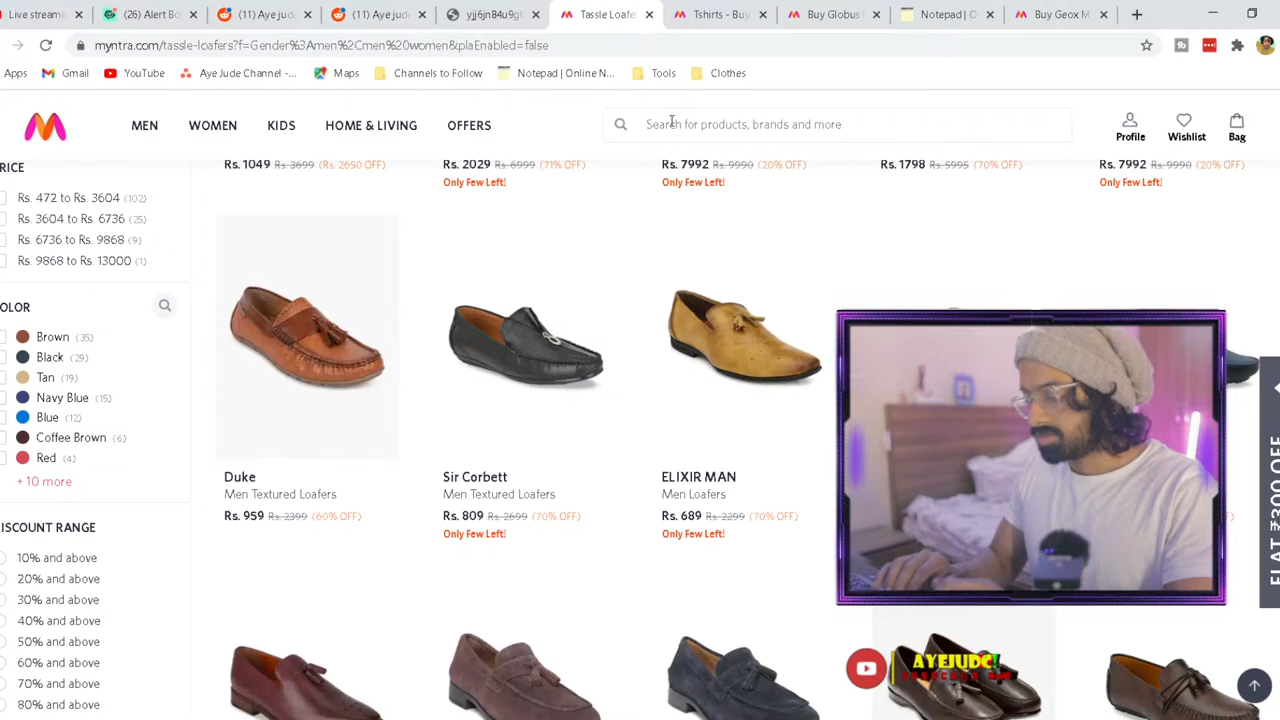 Live streami
(26) Alert Bo
(11) Aye jude
(11) Aye jude
yjj6jn84u9g6
Tassle Loafe
Tshirts - Buy
Buy Globus
Notepad | O
Buy Geox M
myntra.com/tassle-loafers?f=Gender%3Amen%2Cmen%20women&plaEnabled=false
Apps
Gmail
YouTube
Aye Jude Channel -...
Maps
Channels to Follow
Notepad | Online N...
Tools
Clothes
MEN
WOMEN
KIDS
HOME & LIVING
OFFERS
Search for products, brands and more
Profile
Wishlist
Bag
PRICE
Rs. 472 to Rs. 3604 (102)
Rs. 3604 to Rs. 6736 (25)
Rs. 6736 to Rs. 9868 (9)
Rs. 9868 to Rs. 13000 (1)
OLOR
Brown (35)
Black (29)
Tan (19)
Navy Blue (15)
Blue (12)
Coffee Brown (6)
Red (4)
+ 10 more
ISCOUNT RANGE
10% and above
20% and above
30% and above
40% and above
50% and above
60% and above
70% and above
80% and above
Rs. 1049 Rs. 3699 (Rs. 2650 OFF)
Rs. 2029 Rs. 6999 (71% OFF)
Only Few Left!
Rs. 7992 Rs. 9990 (20% OFF)
Only Few Left!
Rs. 1798 Rs. 5995 (70% OFF)
Rs. 7992 Rs. 9990 (20% OFF)
Only Few Left!
Duke
Men Textured Loafers
Rs. 959 Rs. 2399 (60% OFF)
Sir Corbett
Men Textured Loafers
Rs. 809 Rs. 2699 (70% OFF)
Only Few Left!
ELIXIR MAN
Men Loafers
Rs. 689 Rs. 2299 (70% OFF)
Only Few Left!
FLAT ₹300 OFF
AYEJUDE!